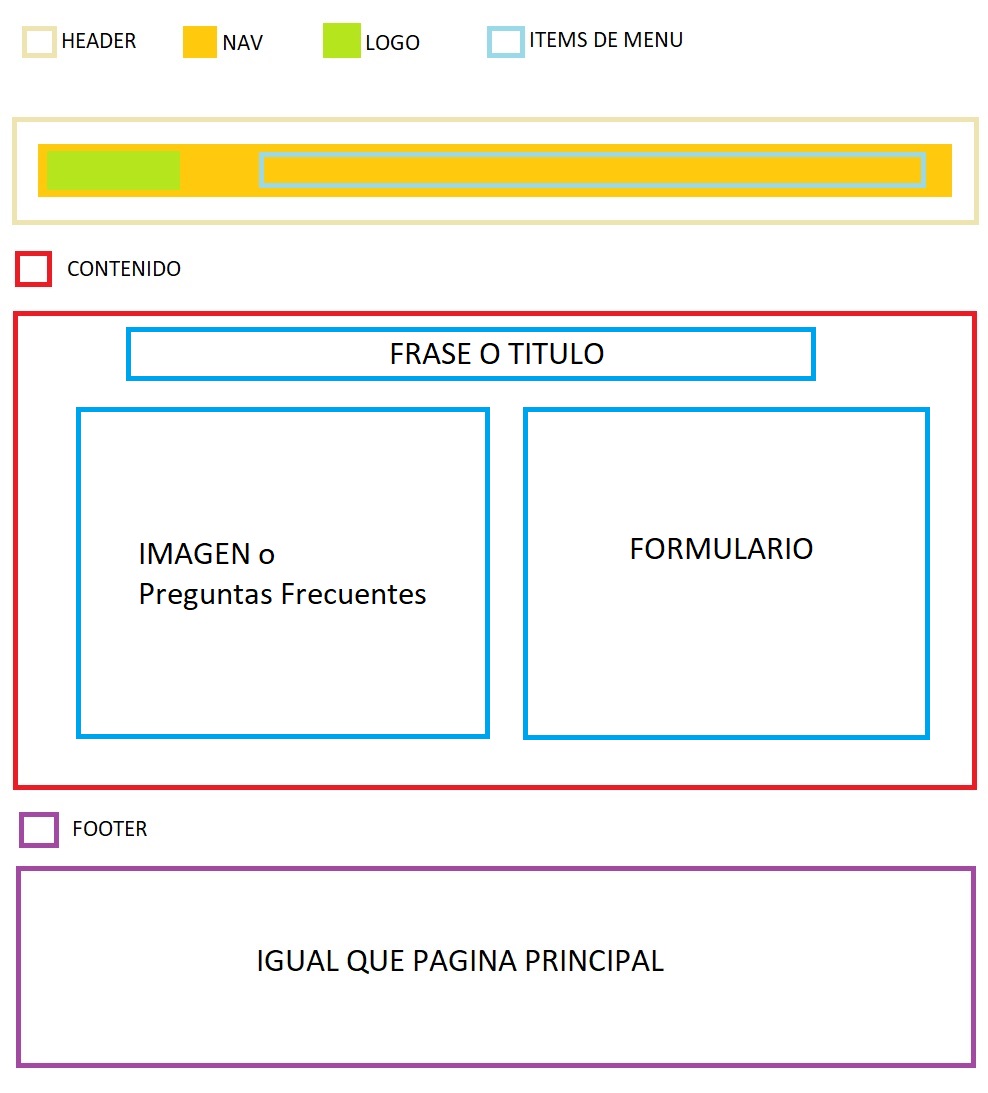 HEADER
NAV
LOGO
ITEMS DE MENU
CONTENIDO
FRASE O TITULO
IMAGEN o
Preguntas Frecuentes
FORMULARIO
FOOTER
IGUAL QUE PAGINA PRINCIPAL